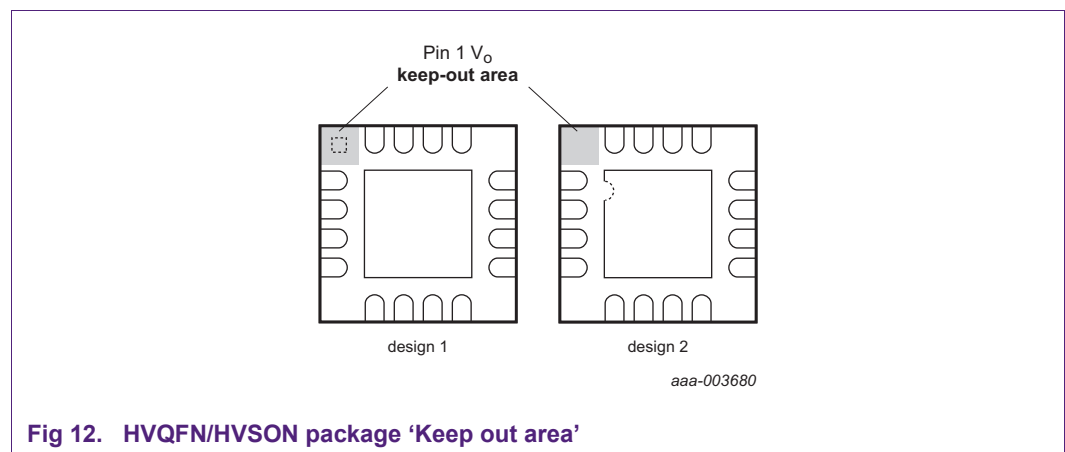 Pin 1 Vo
keep-out area
design 1
design 2
aaa-003680
Fig 12. HVQFN/HVSON package ‘Keep out area’